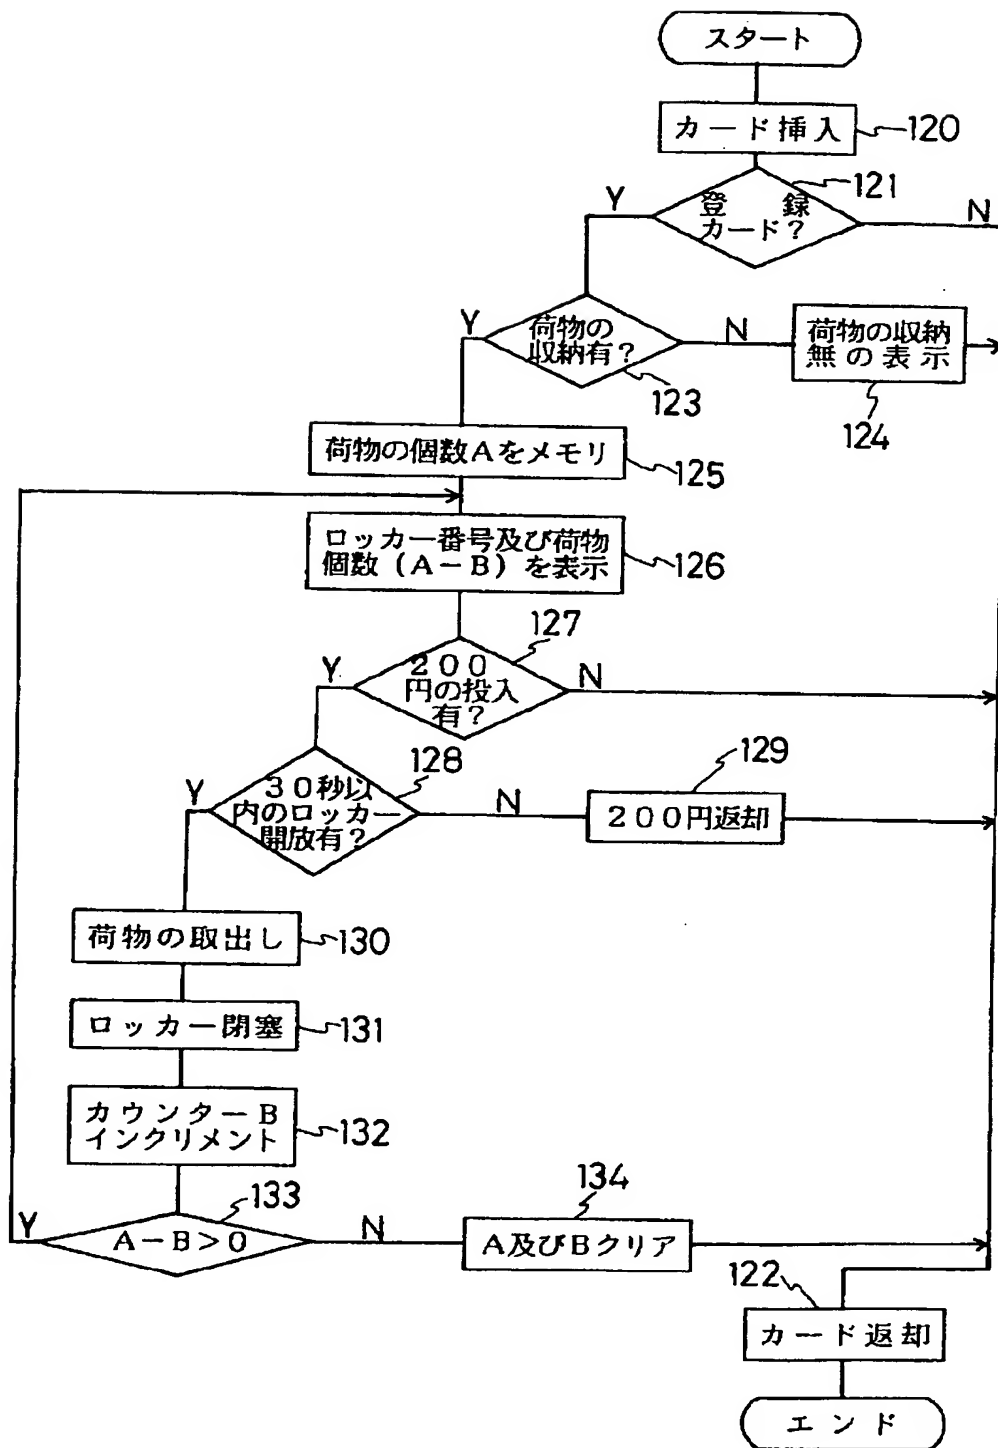 スタート
カード挿入
120
121
登 録
カード?
Y
N
荷物の
収納有?
Y
N
123
荷物の収納
無の表示
124
荷物の個数Aをメモリ
125
ロッカー番号及び荷物
個数(A-B)を表示
126
127
200
円の投入
有?
Y
N
128
30秒以
内のロッカー
開放有?
Y
N
129
200円返却
荷物の取出し
130
ロッカー閉塞
131
カウンターB
インクリメント
132
133
A-B>0
Y
N
134
A及びBクリア
122
カード返却
エンド